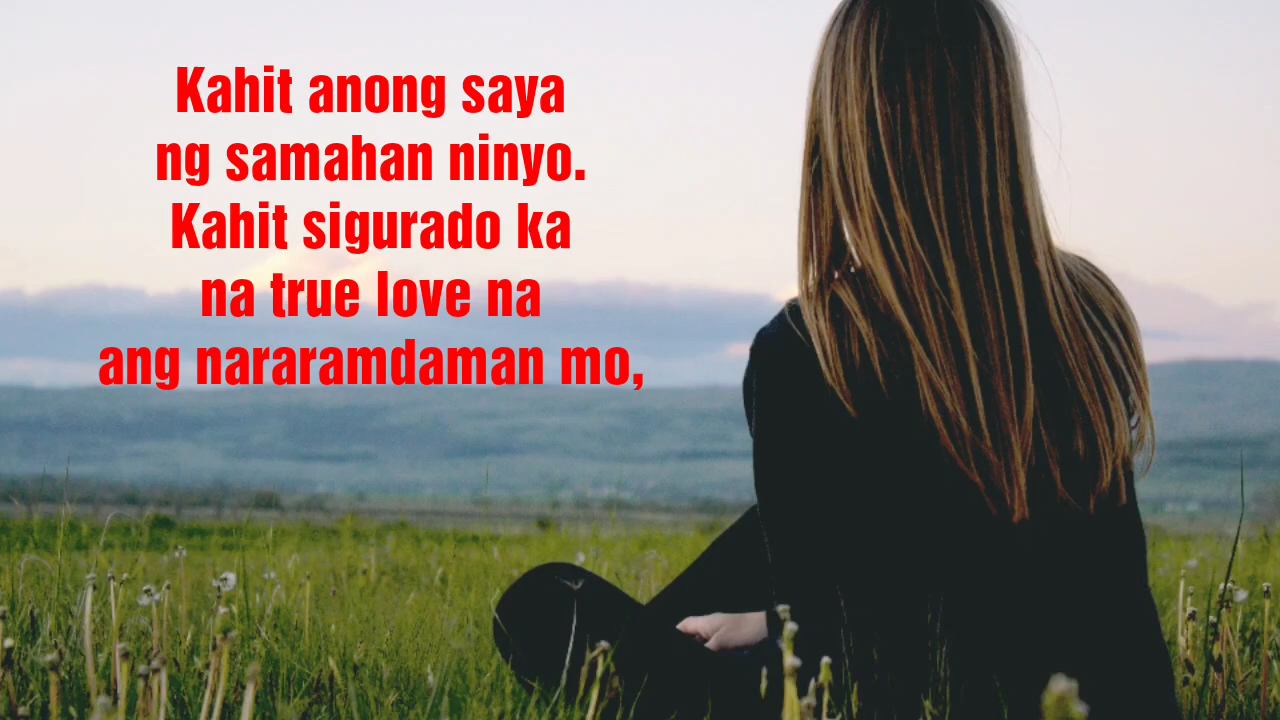 Kahit anong saya
ng samahan ninyo.
Kahit sigurado ka
na true love na
ang nararamdaman mo,